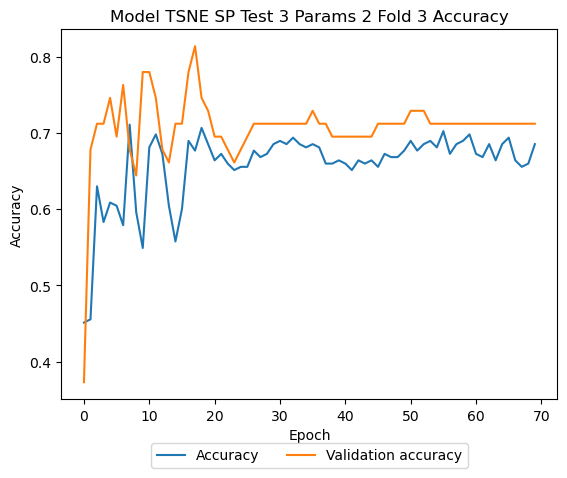 Model TSNE SP Test 3 Params 2 Fold 3 Accuracy
0.8
0.7
0.6
0.5
0.4
Accuracy
0 10 20 30 40 50 60 70
Epoch
Accuracy Validation accuracy